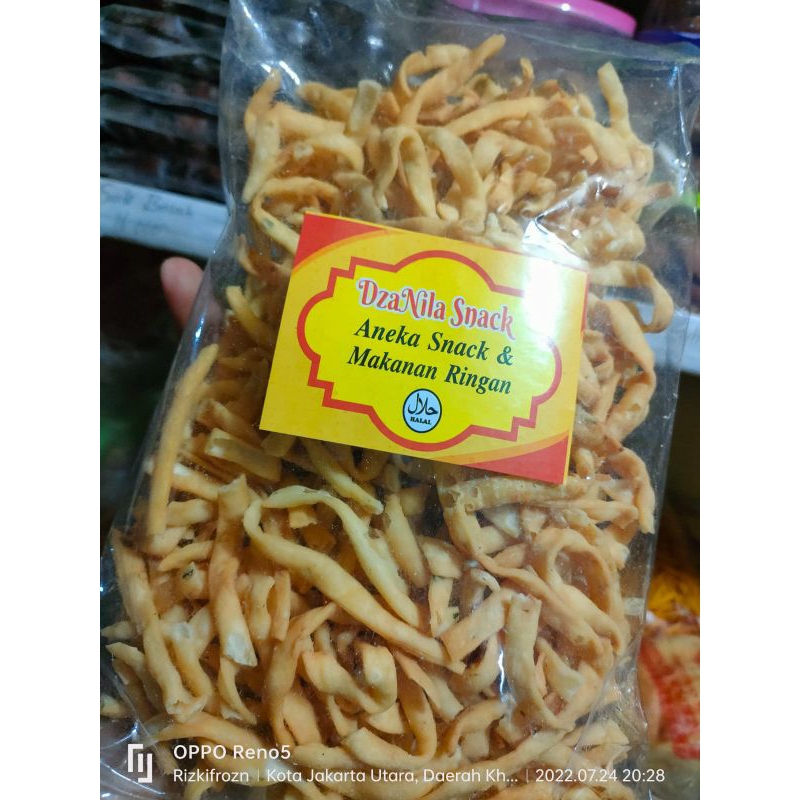 DzaNila Snack
Aneka Snack &
Makanan Ringan
حلال
HALAL
OPPO Reno5
Rizkifrozn | Kota Jakarta Utara, Daerah Kh... | 2022.07.24 20:28